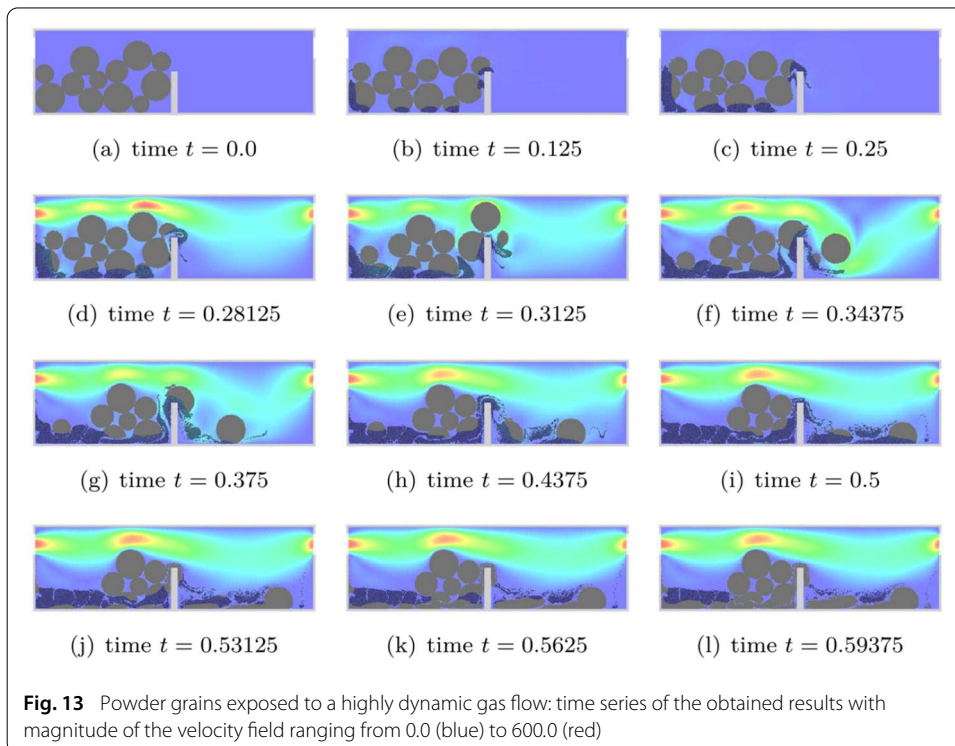 (a) time t = 0.0
(b) time t = 0.125
(c) time t = 0.25
(d) time t = 0.28125
(e) time t = 0.3125
(f) time t = 0.34375
(g) time t = 0.375
(h) time t = 0.4375
(i) time t = 0.5
(j) time t = 0.53125
(k) time t = 0.5625
(l) time t = 0.59375
Fig. 13 Powder grains exposed to a highly dynamic gas flow: time series of the obtained results with
magnitude of the velocity field ranging from 0.0 (blue) to 600.0 (red)